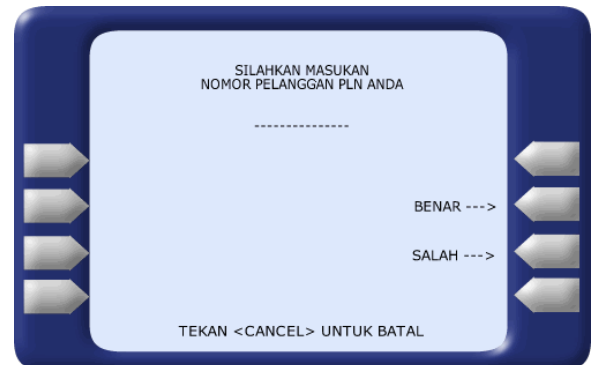 SILAHKAN MASUKAN
NOMOR PELANGGAN PLN ANDA
---------------
BENAR --->
SALAH --->
TEKAN <CANCEL> UNTUK BATAL